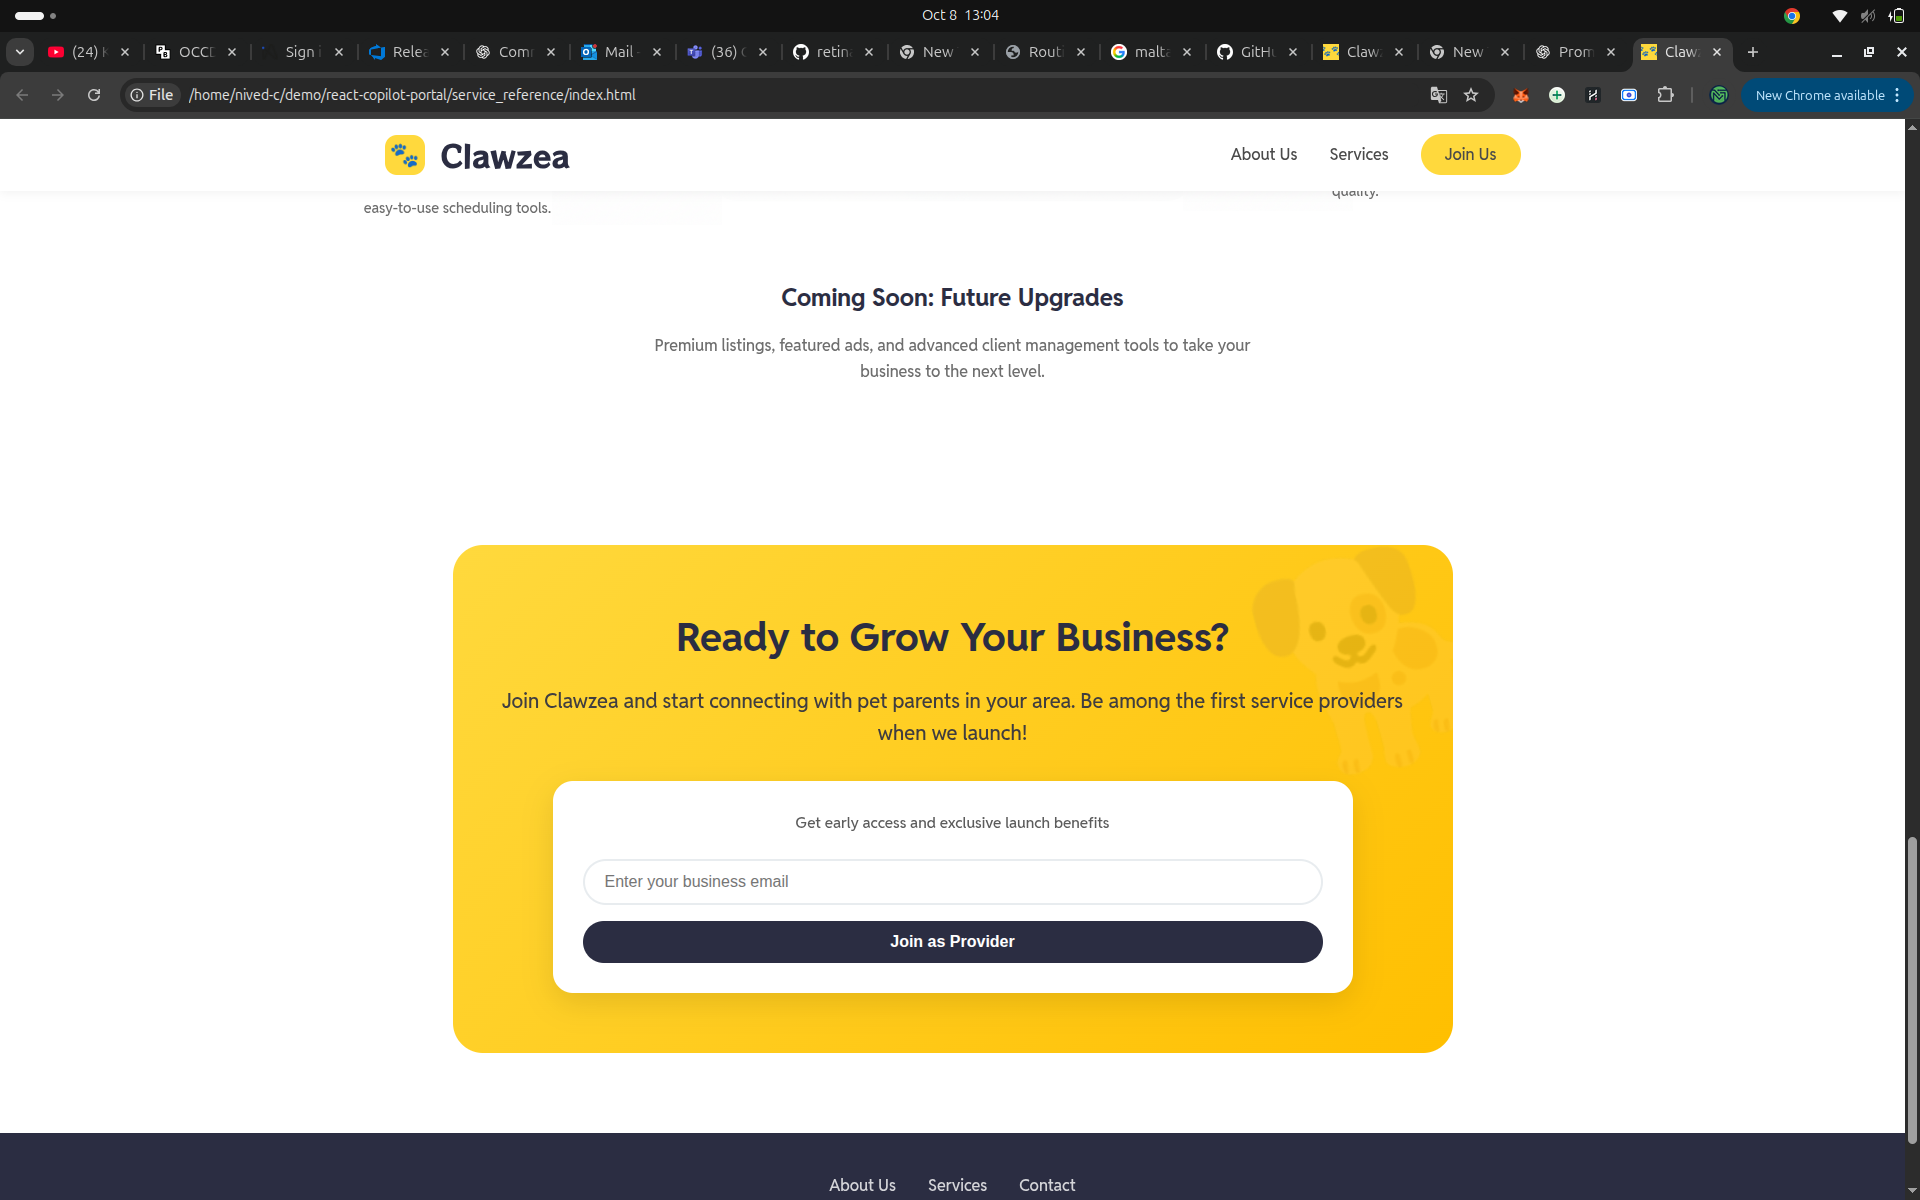 Oct 8 13:04
(24) K
OCCD
Sign i
Relea
Com
Mail -
(36) C
retin
New
Routi
malta
GitHu
Claw
New
Prom
Claw
File
/home/nived-c/demo/react-copilot-portal/service_reference/index.html
New Chrome available
Clawzea
About Us
Services
Join Us
quality.
easy-to-use scheduling tools.
Coming Soon: Future Upgrades
Premium listings, featured ads, and advanced client management tools to take your
business to the next level.
Ready to Grow Your Business?
Join Clawzea and start connecting with pet parents in your area. Be among the first service providers
when we launch!
Get early access and exclusive launch benefits
Enter your business email
Join as Provider
About Us
Services
Contact